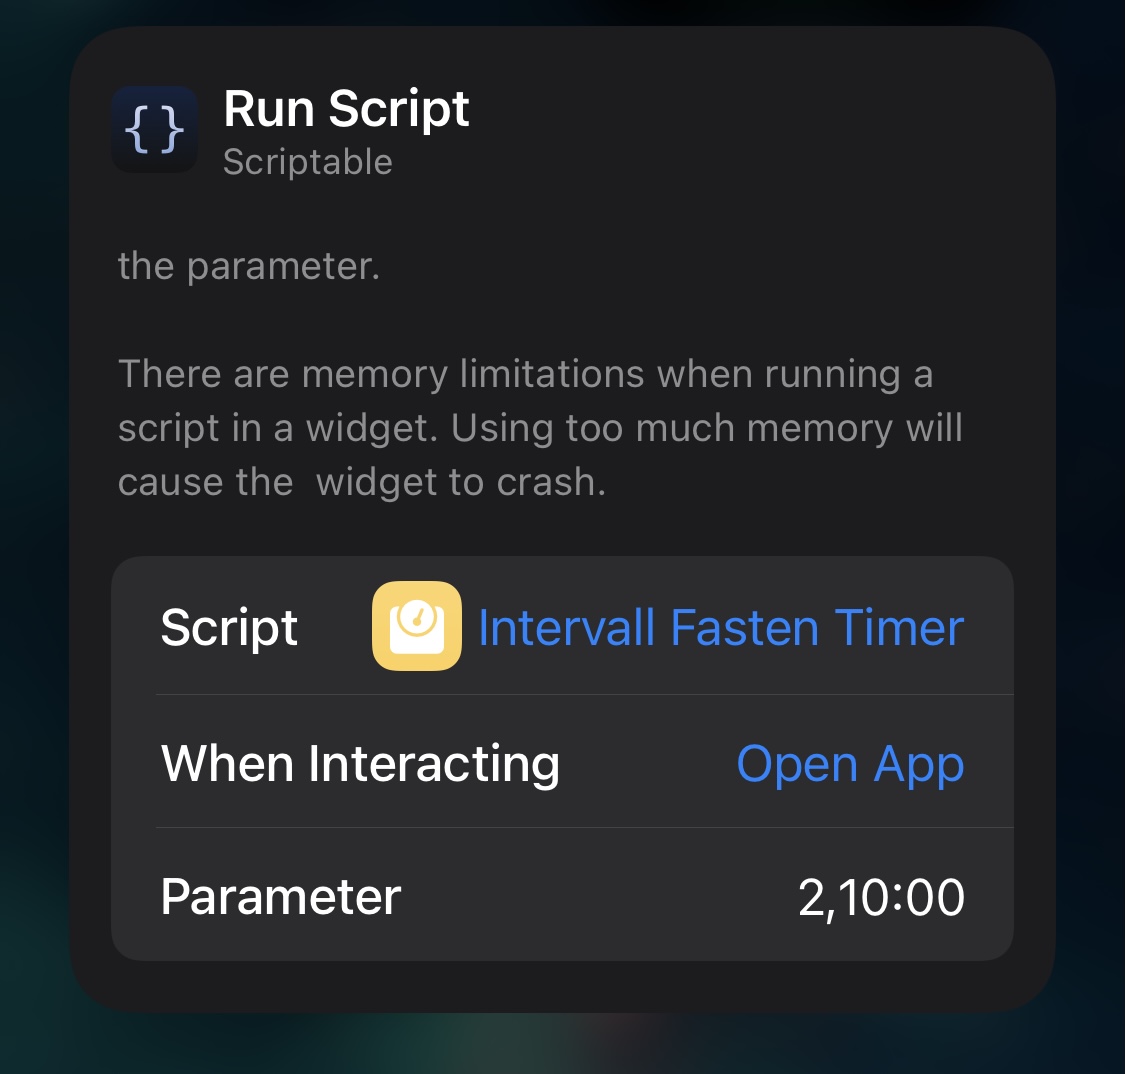 { }
Run Script
Scriptable
the parameter.
There are memory limitations when running a
script in a widget. Using too much memory will
cause the  widget to crash.
Script Intervall Fasten Timer
When Interacting Open App
Parameter 2,10:00